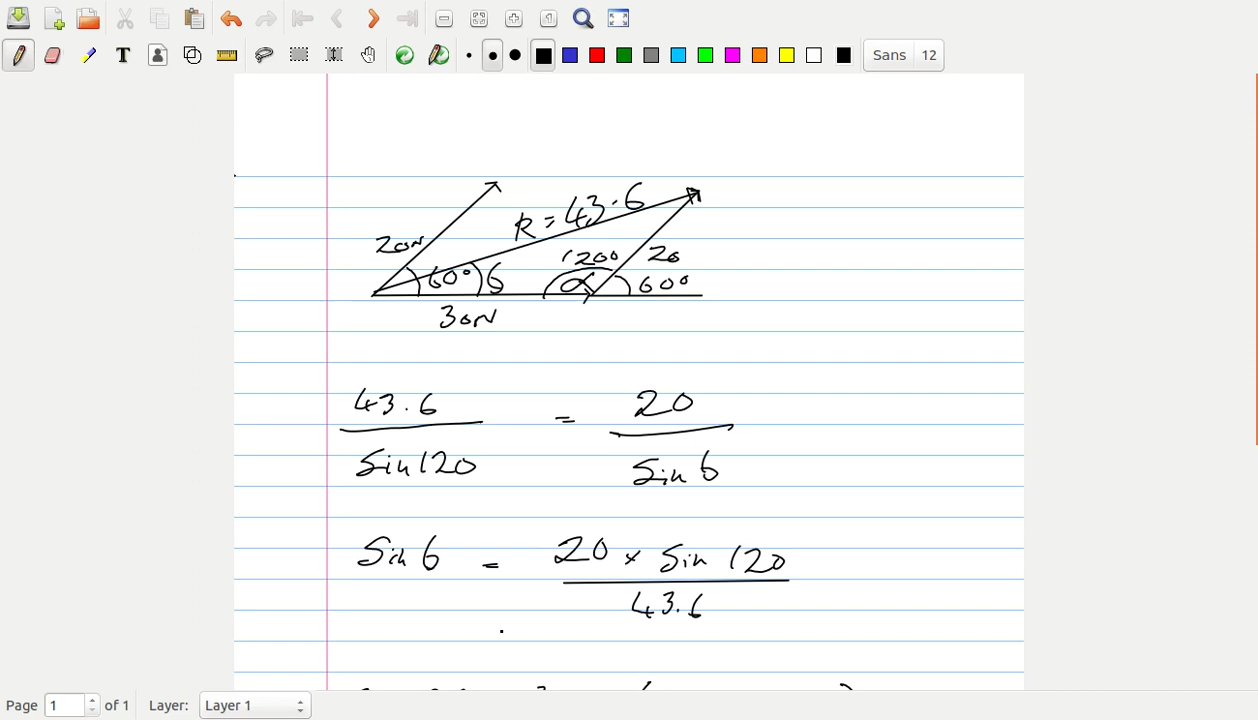 T
Sans 12
R = 43.6
20N
60°
6
120°
α
20
60°
30N
43.6 = 20
Sin 120 Sin 6
Sin 6 = 20 × Sin 120
43.6
Page 1 of 1 Layer: Layer 1